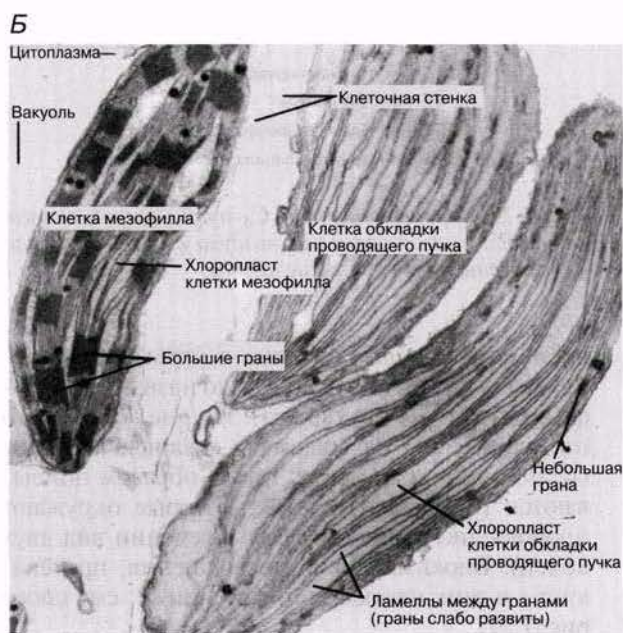 Б
Цитоплазма
Клеточная стенка
Вакуоль
Клетка мезофилла
Клетка обкладки
проводящего пучка
Хлоропласт
клетки мезофилла
Большие граны
Небольшая
грана
Хлоропласт
клетки обкладки
проводящего пучка
Ламеллы между гранами
(граны слабо развиты)